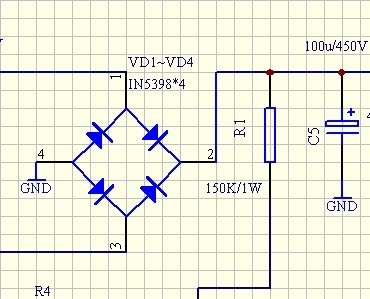 100u/450V
VD1~VD4
1
IN5398*4
R1
C5
+
4
2
GND
150K/1W
GND
3
R4